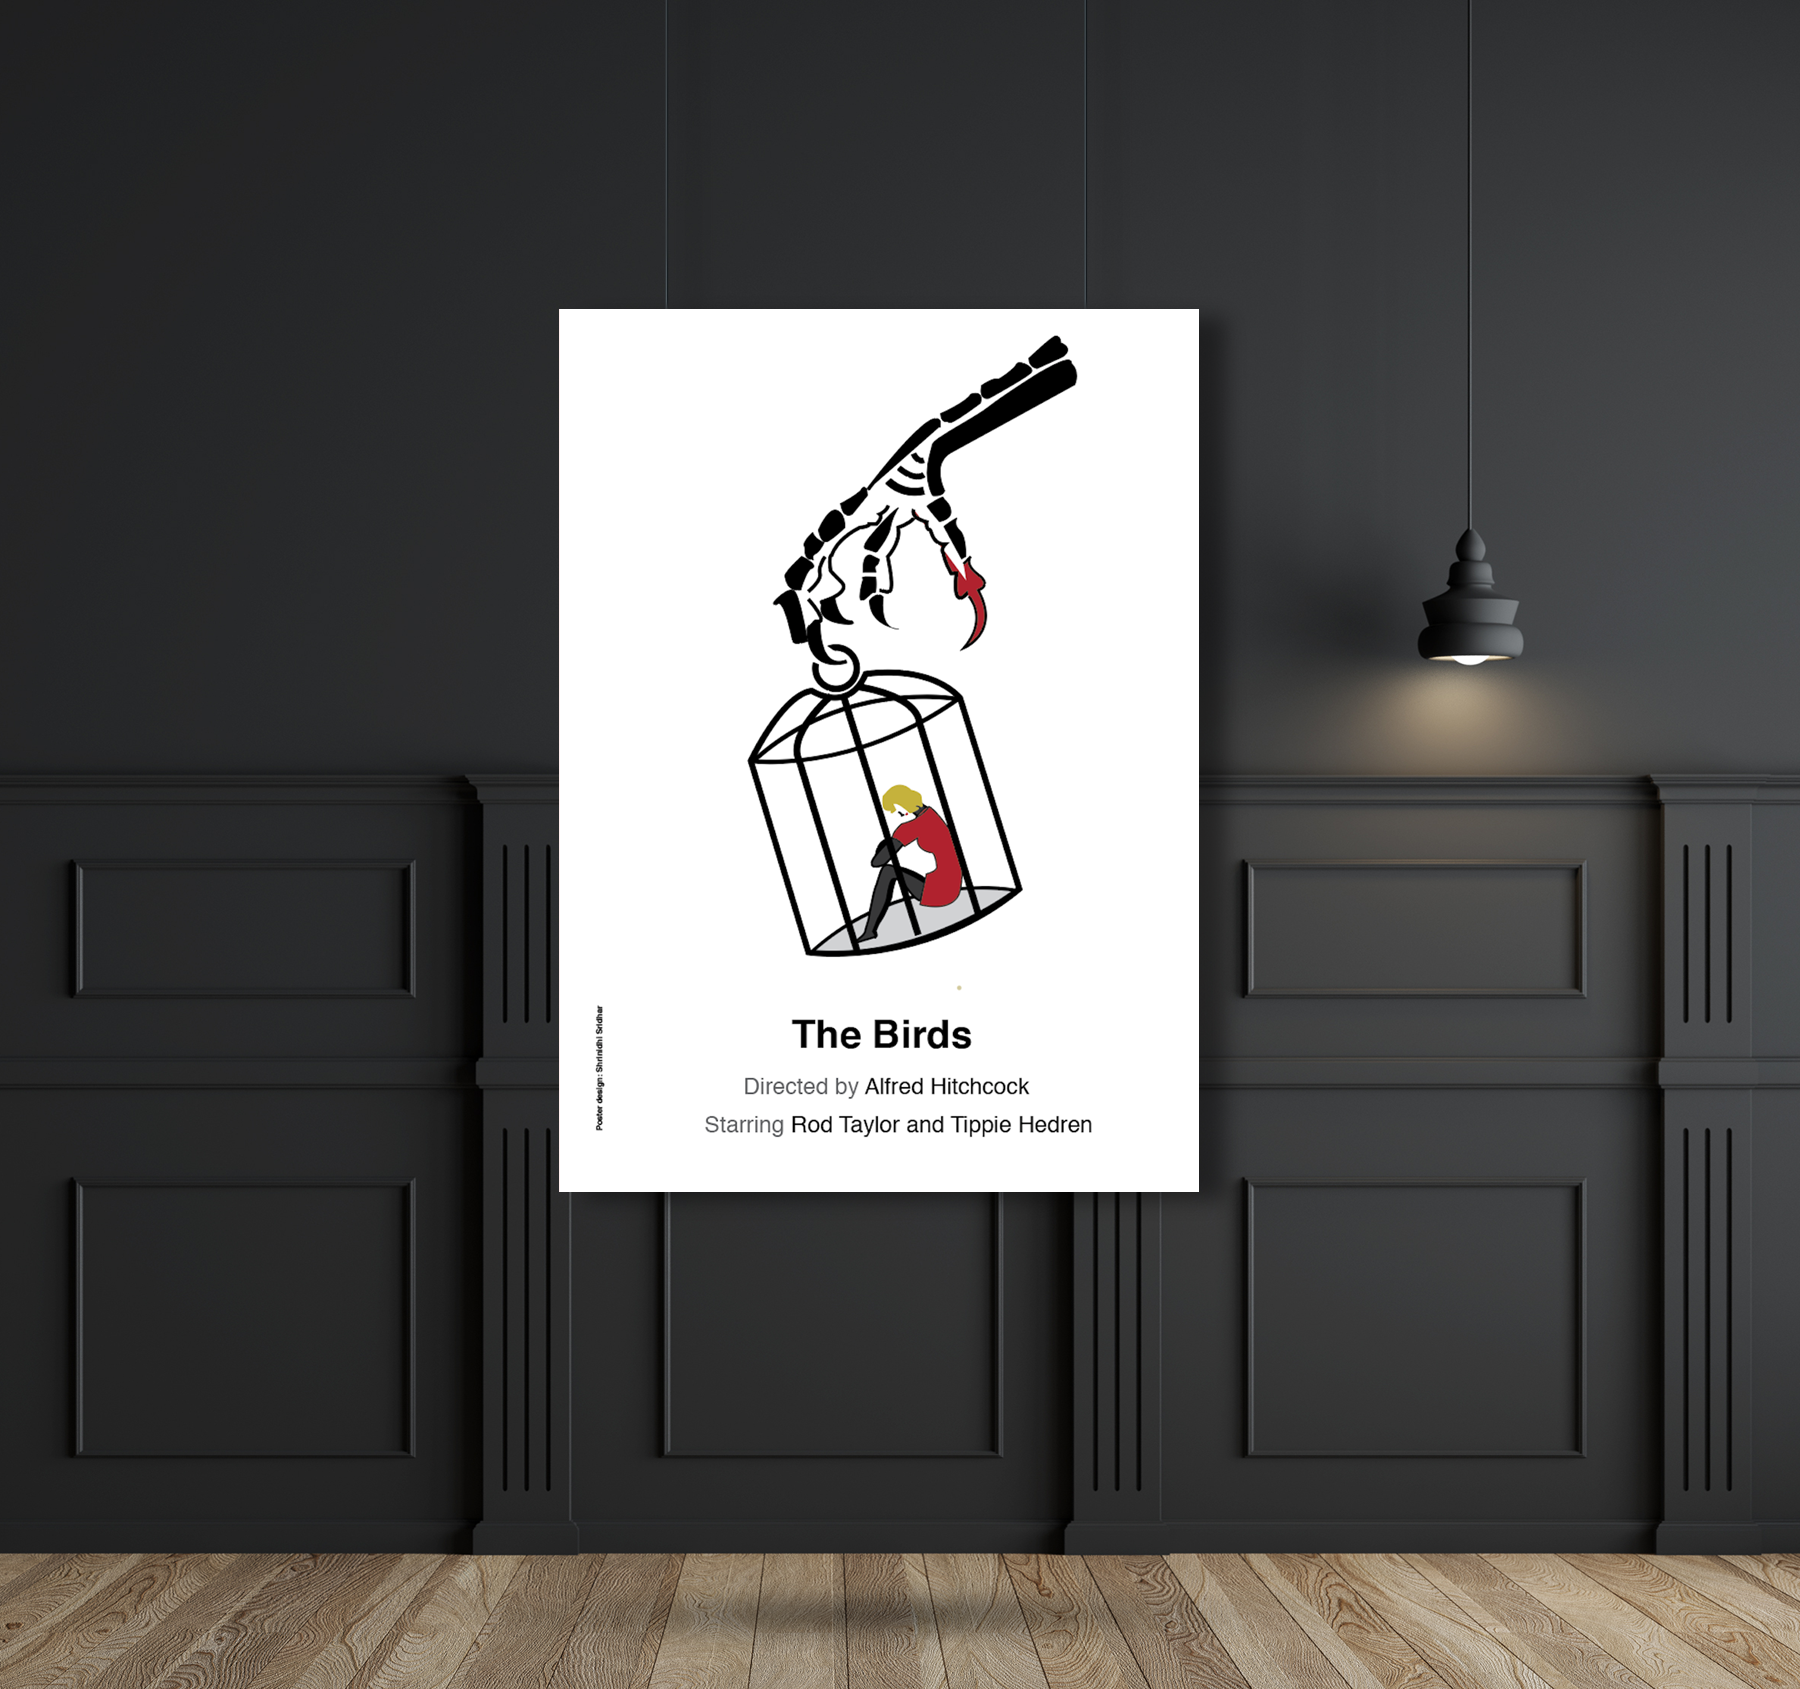 The Birds
Directed by Alfred Hitchcock
Starring Rod Taylor and Tippie Hedren
Poster design: Shrinidhi Sridhar